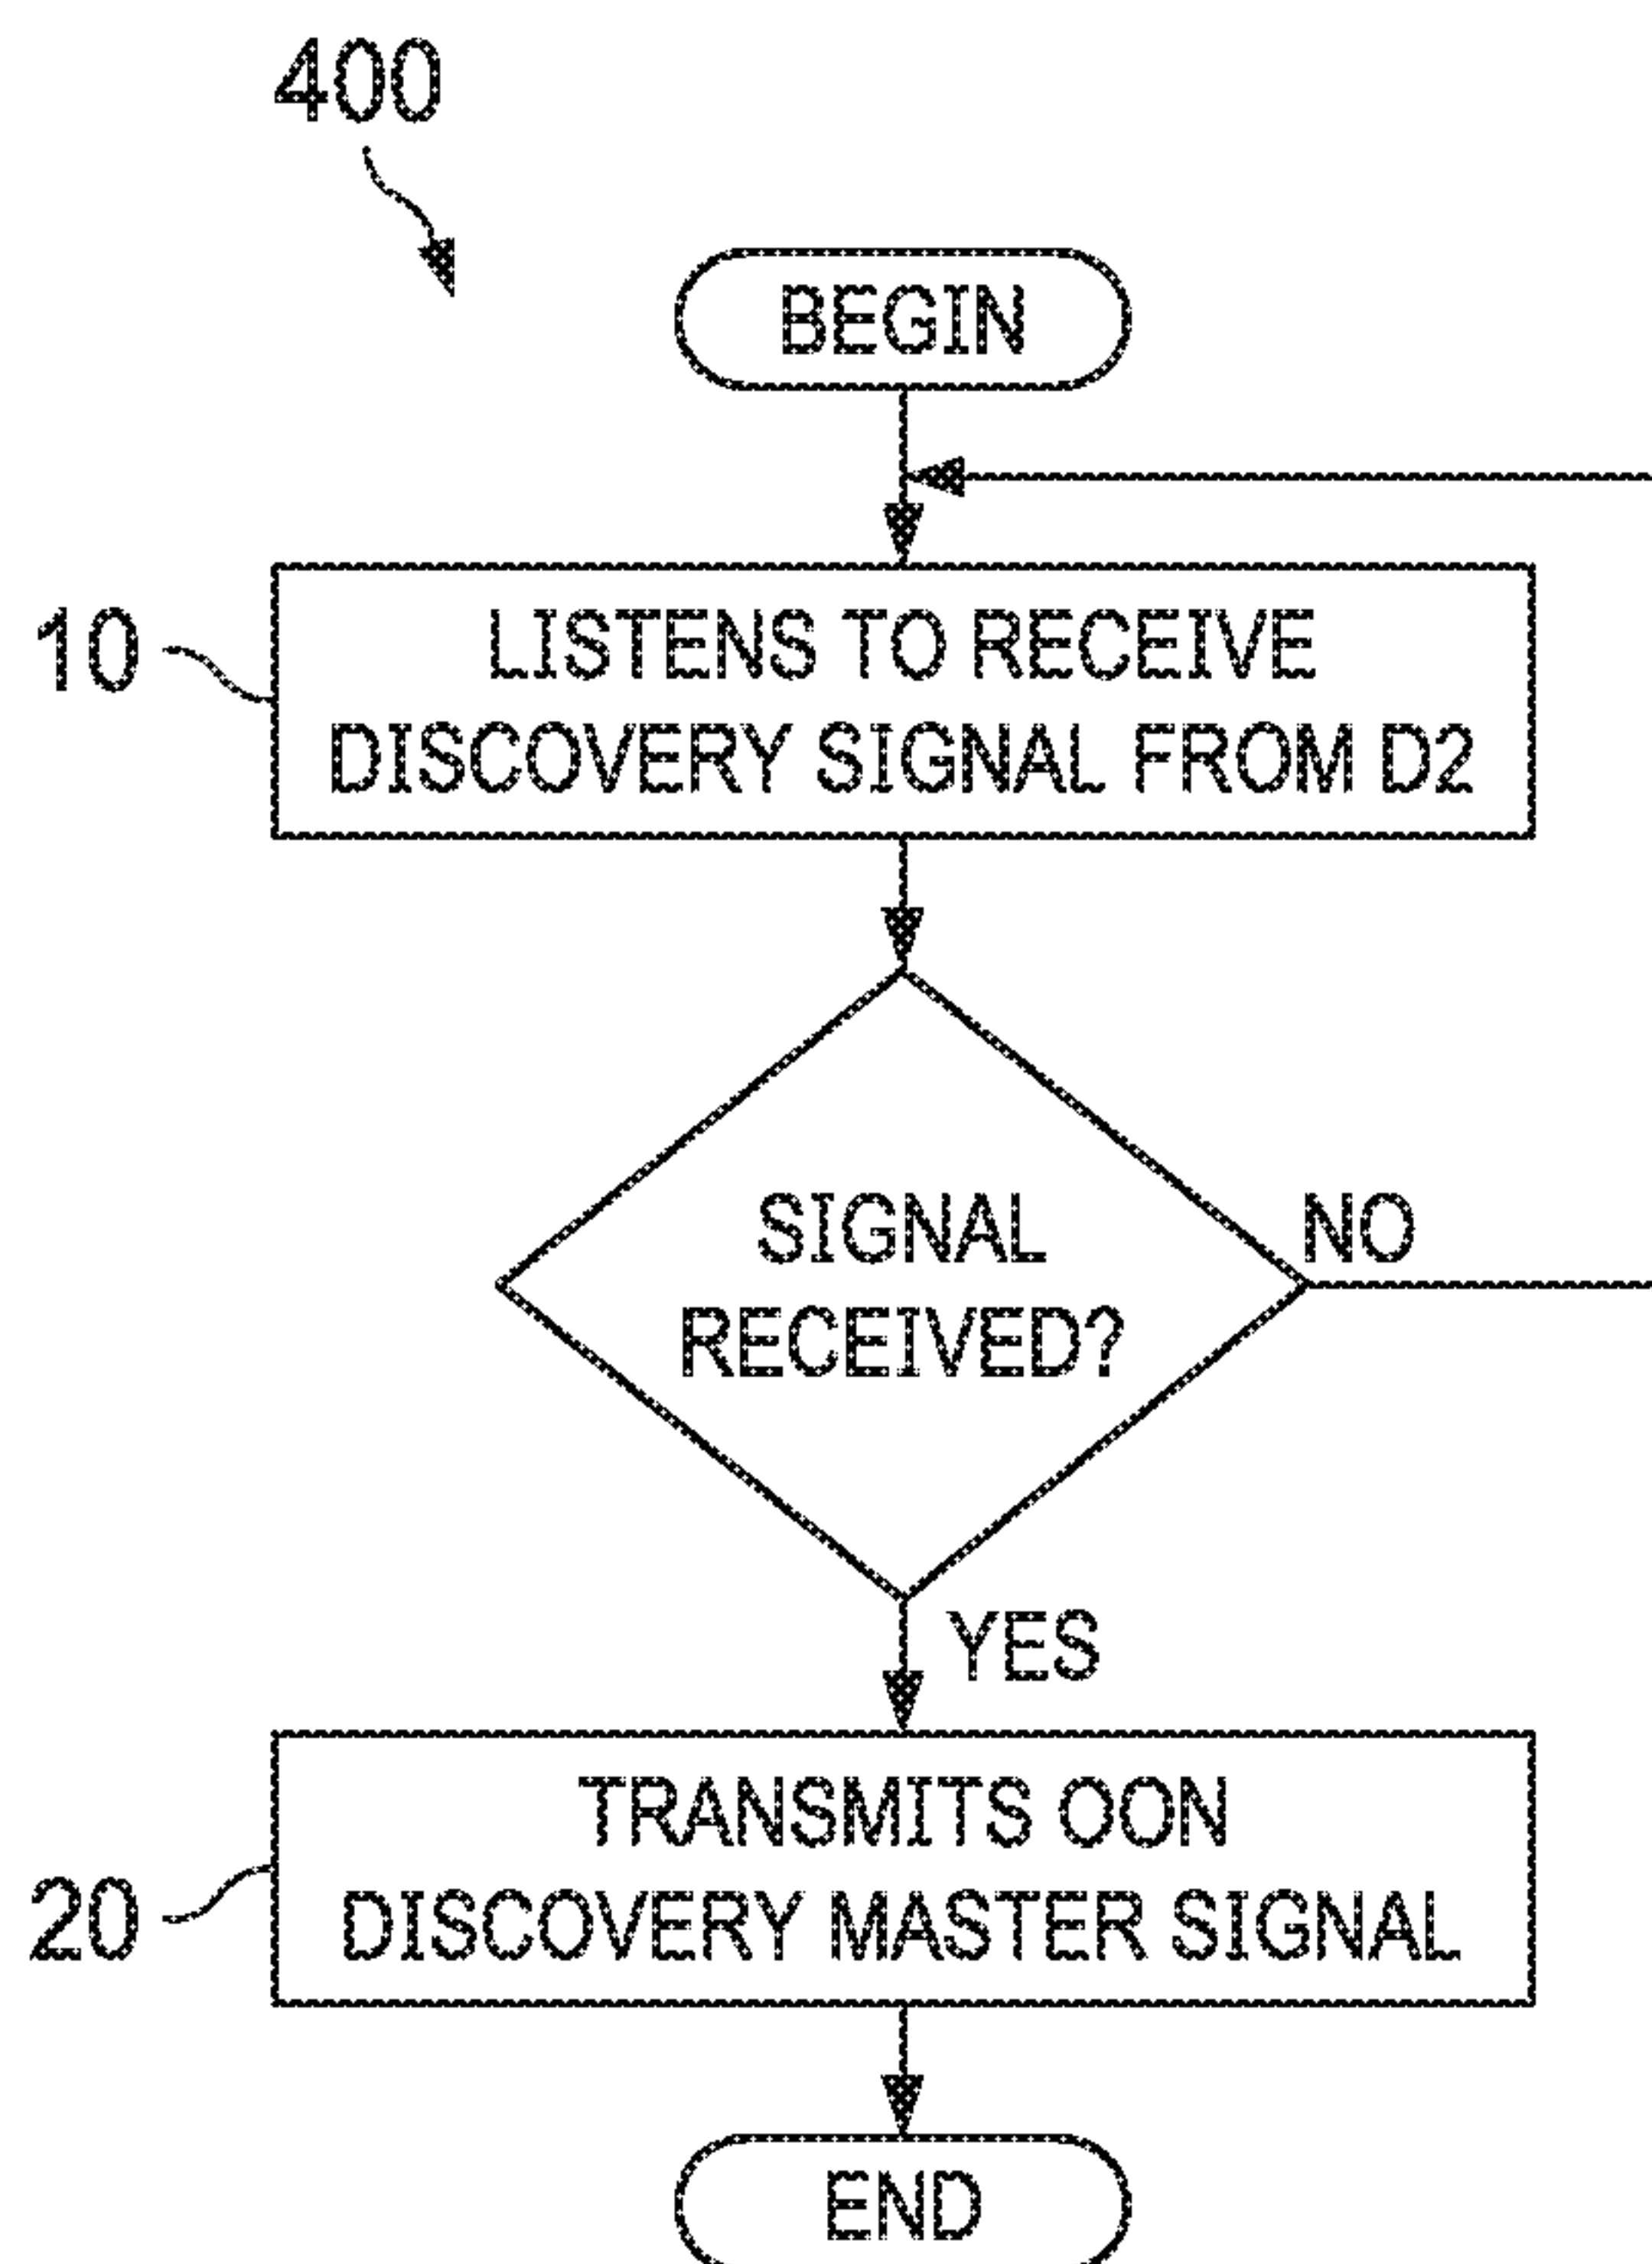 400
BEGIN
10
LISTENS TO RECEIVE
DISCOVERY SIGNAL FROM D2
SIGNAL
RECEIVED?
NO
YES
TRANSMITS OON
DISCOVERY MASTER SIGNAL
20
END